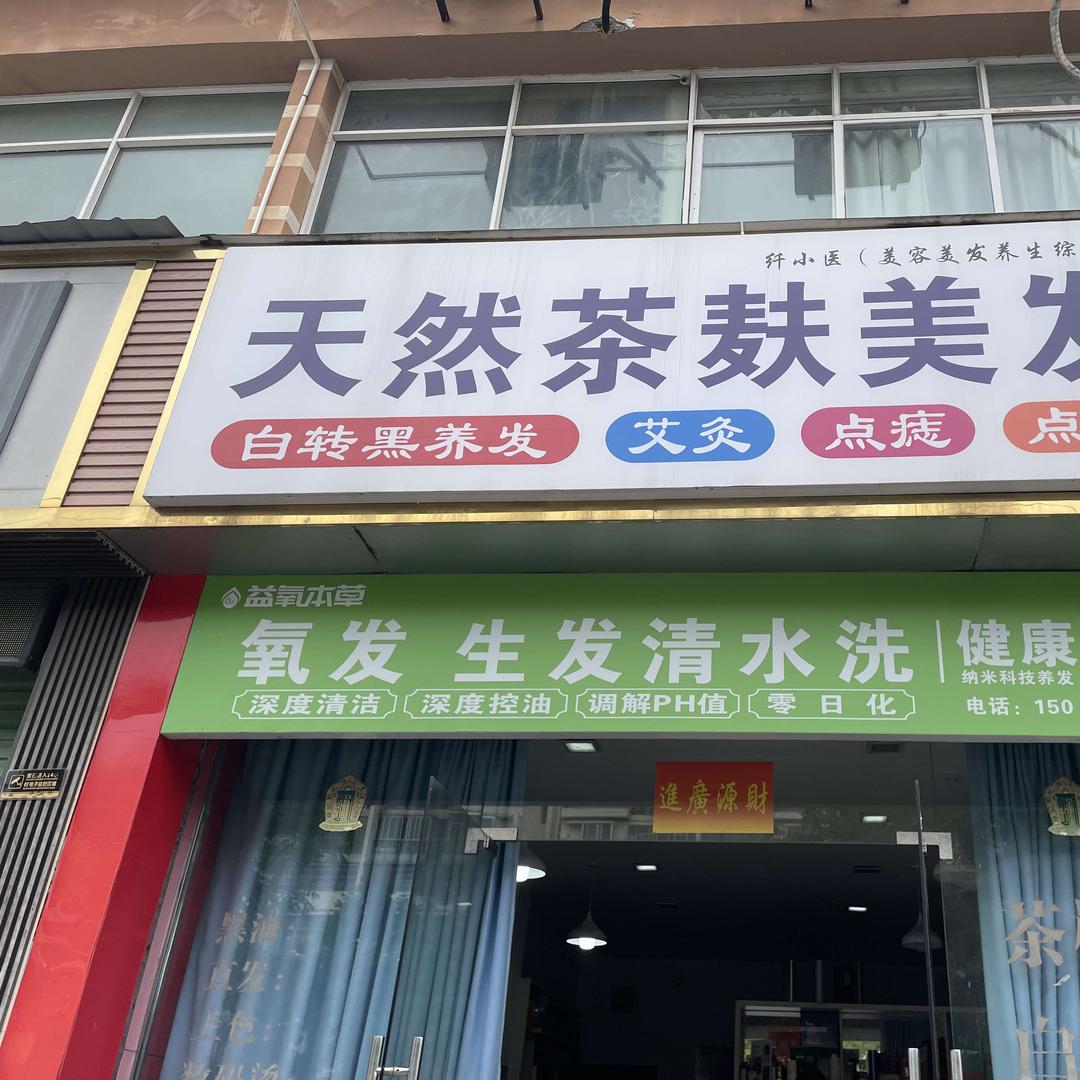 纤小医（美容美发养生综
天然茶麸美发
白转黑养发 艾灸 点痣 点
益氧本草
氧发 生发清水洗 健康
纳米科技养发
深度清洁 深度控油 调解PH值 零日化
电话：150
進廣源財
黑油：
直发：
上色：
茶